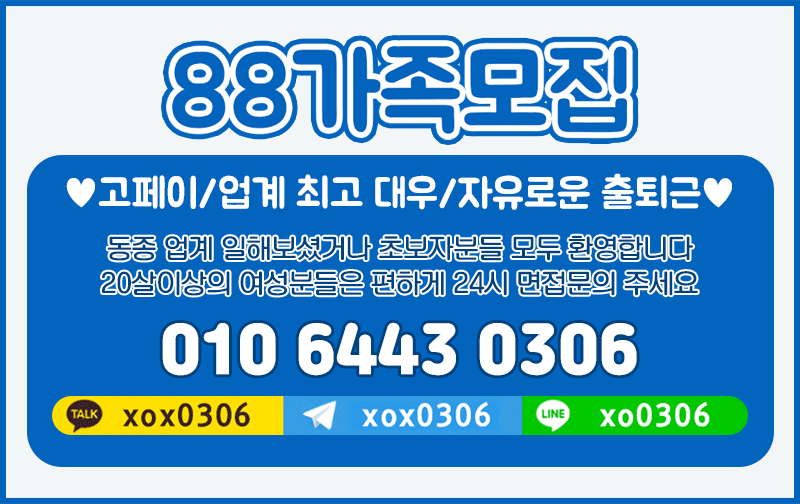 88가족모집
♥고페이/업계 최고 대우/자유로운 출퇴근♥
동종 업계 일해보셨거나 초보자분들 모두 환영합니다
20살이상의 여성분들은 편하게 24시 면접문의 주세요
010 6443 0306
TALK xox0306 xox0306 LINE xo0306